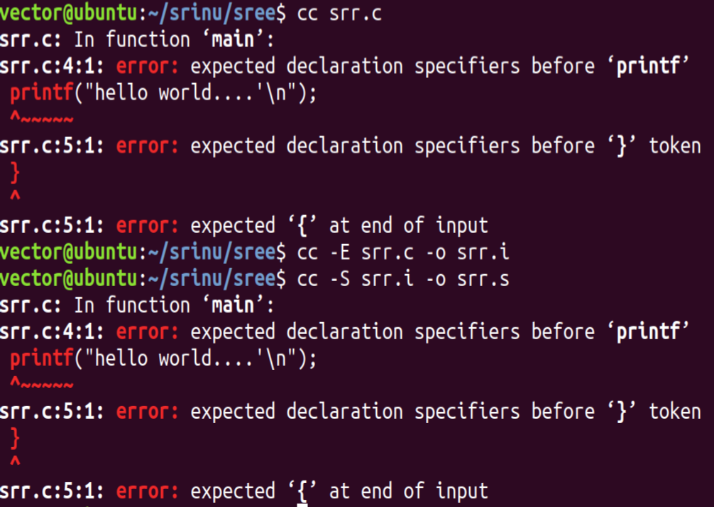 vector@ubuntu:~/srinu/sree$ cc srr.c
srr.c: In function ‘main’:
srr.c:4:1: error: expected declaration specifiers before ‘printf’
printf("hello world....'\n");
^~~~~~
srr.c:5:1: error: expected declaration specifiers before ‘}’ token
}
^
srr.c:5:1: error: expected ‘{’ at end of input
vector@ubuntu:~/srinu/sree$ cc -E srr.c -o srr.i
vector@ubuntu:~/srinu/sree$ cc -S srr.i -o srr.s
srr.c: In function ‘main’:
srr.c:4:1: error: expected declaration specifiers before ‘printf’
printf("hello world....'\n");
^~~~~~
srr.c:5:1: error: expected declaration specifiers before ‘}’ token
}
^
srr.c:5:1: error: expected ‘{’ at end of input